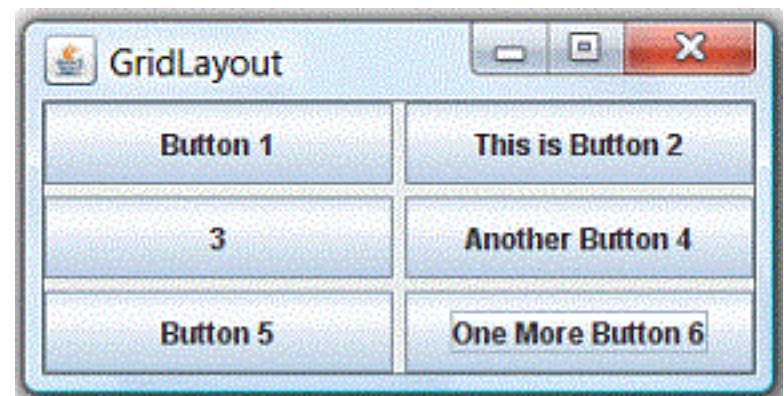 GridLayout
Button 1
This is Button 2
3
Another Button 4
Button 5
One More Button 6